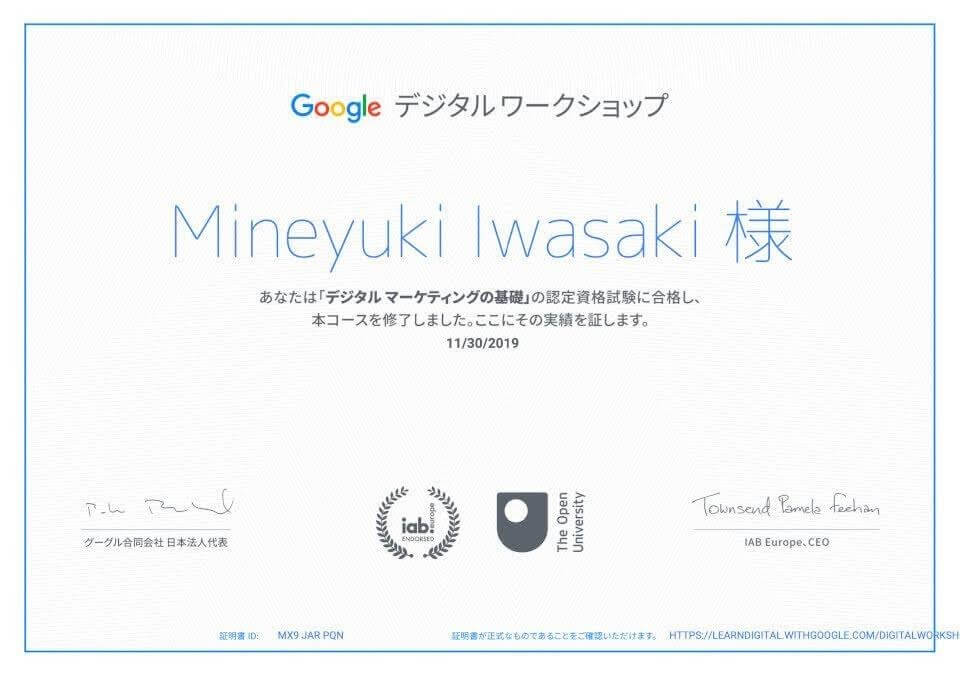 Google デジタル ワークショップ
Mineyuki Iwasaki 様
あなたは「デジタル マーケティングの基礎」の認定資格試験に合格し、
本コースを修了しました。ここにその実績を証します。
11/30/2019
Townsend Pamela Feehan
グーグル合同会社 日本法人代表
iab.europe
ENDORSED
The Open
University
IAB Europe、CEO
証明書 ID: MX9 JAR PQN
証明書が正式なものであることをご確認いただけます。 HTTPS://LEARNDIGITAL.WITHGOOGLE.COM/DIGITALWORKSH